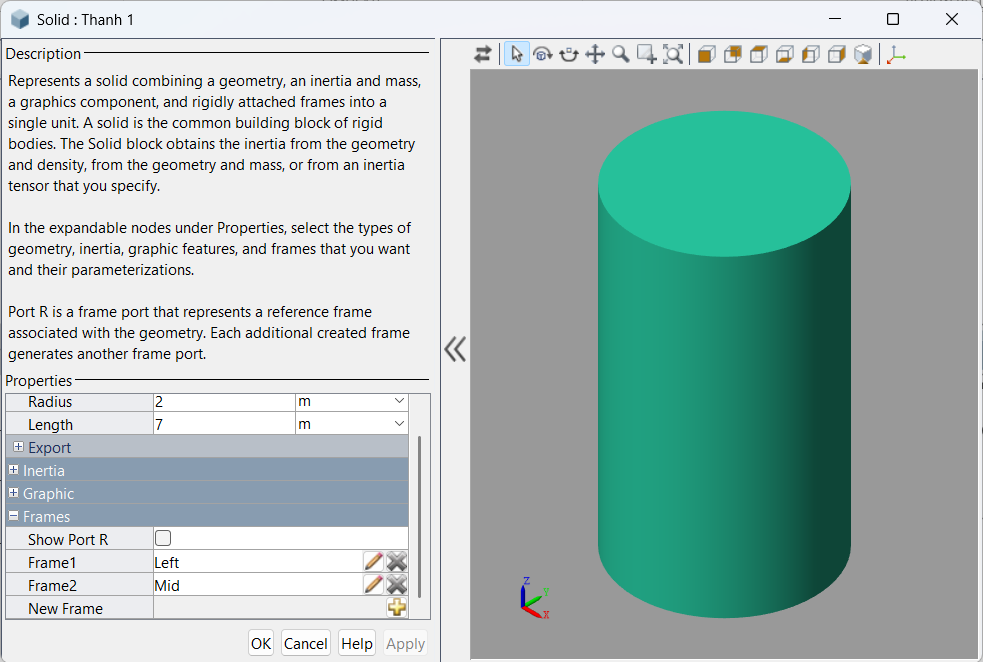 Solid : Thanh 1
Description
Represents a solid combining a geometry, an inertia and mass,
a graphics component, and rigidly attached frames into a
single unit. A solid is the common building block of rigid
bodies. The Solid block obtains the inertia from the geometry
and density, from the geometry and mass, or from an inertia
tensor that you specify.
In the expandable nodes under Properties, select the types of
geometry, inertia, graphic features, and frames that you want
and their parameterizations.
Port R is a frame port that represents a reference frame
associated with the geometry. Each additional created frame
generates another frame port.
Properties
Radius 2 m
Length 7 m
Export
Inertia
Graphic
Frames
Show Port R
Frame1 Left
Frame2 Mid
New Frame
OK Cancel Help Apply
Z
Y
X